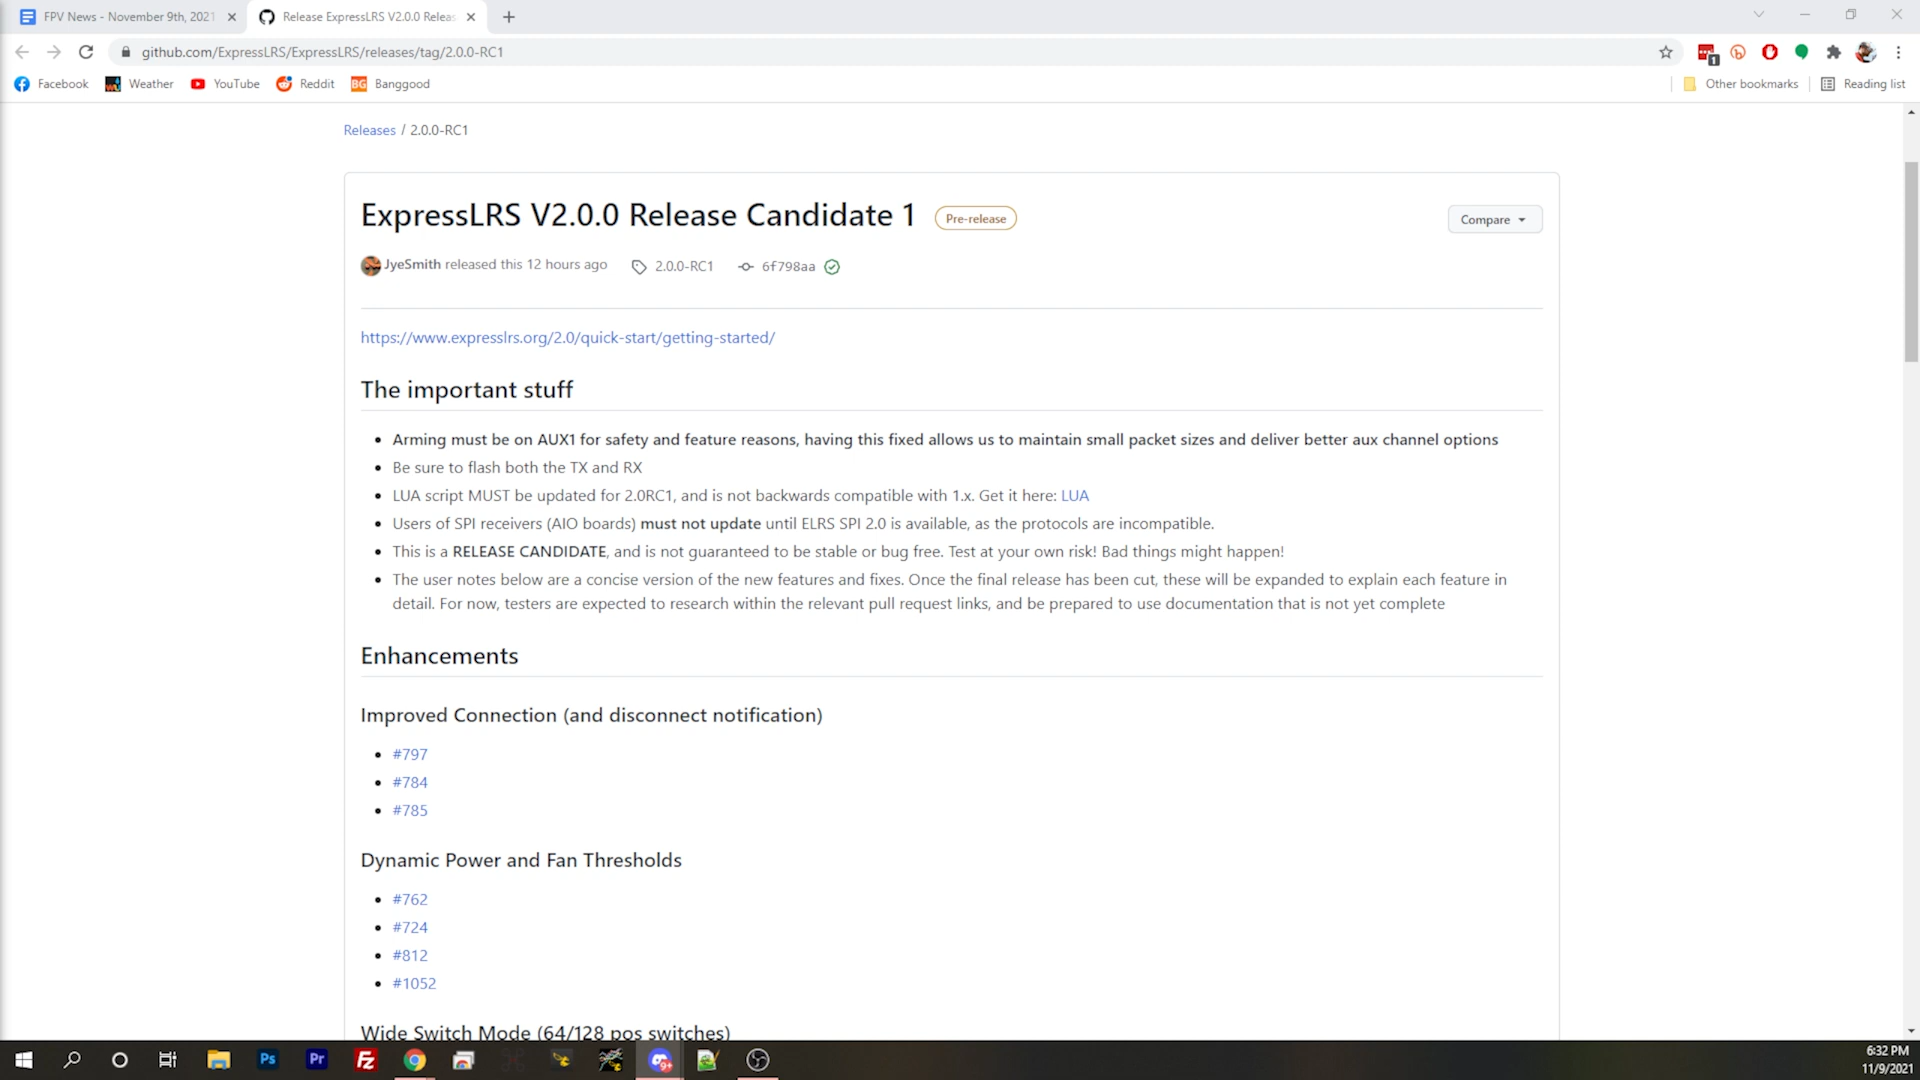 FPV News - November 9th, 2021
Release ExpressLRS V2.0.0 Releas
github.com/ExpressLRS/ExpressLRS/releases/tag/2.0.0-RC1
1
Facebook
Weather
YouTube
Reddit
BG Banggood
Other bookmarks
Reading list
Releases / 2.0.0-RC1
ExpressLRS V2.0.0 Release Candidate 1
Pre-release
Compare
JyeSmith released this 12 hours ago
2.0.0-RC1
6f798aa
https://www.expresslrs.org/2.0/quick-start/getting-started/
The important stuff
Arming must be on AUX1 for safety and feature reasons, having this fixed allows us to maintain small packet sizes and deliver better aux channel options
Be sure to flash both the TX and RX
LUA script MUST be updated for 2.0RC1, and is not backwards compatible with 1.x. Get it here: LUA
Users of SPI receivers (AIO boards) must not update until ELRS SPI 2.0 is available, as the protocols are incompatible.
This is a RELEASE CANDIDATE, and is not guaranteed to be stable or bug free. Test at your own risk! Bad things might happen!
The user notes below are a concise version of the new features and fixes. Once the final release has been cut, these will be expanded to explain each feature in
detail. For now, testers are expected to research within the relevant pull request links, and be prepared to use documentation that is not yet complete
Enhancements
Improved Connection (and disconnect notification)
#797
#784
#785
Dynamic Power and Fan Thresholds
#762
#724
#812
#1052
Wide Switch Mode (64/128 pos switches)
Ps
Pr
Fz
9+
6:32 PM
11/9/2021